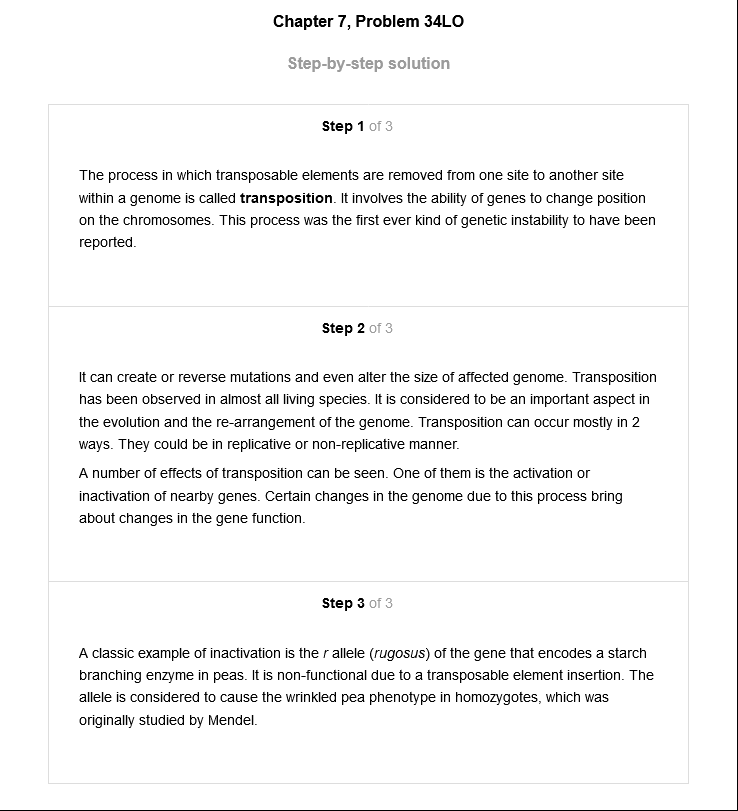 Chapter 7, Problem 34LO
Step-by-step solution
Step 1 of 3
The process in which transposable elements are removed from one site to another site
within a genome is called transposition. It involves the ability of genes to change position
on the chromosomes. This process was the first ever kind of genetic instability to have been
reported.
Step 2 of 3
It can create or reverse mutations and even alter the size of affected genome. Transposition
has been observed in almost all living species. It is considered to be an important aspect in
the evolution and the re-arrangement of the genome. Transposition can occur mostly in 2
ways. They could be in replicative or non-replicative manner.
A number of effects of transposition can be seen. One of them is the activation or
inactivation of nearby genes. Certain changes in the genome due to this process bring
about changes in the gene function.
Step 3 of 3
A classic example of inactivation is the r allele (rugosus) of the gene that encodes a starch
branching enzyme in peas. It is non-functional due to a transposable element insertion. The
allele is considered to cause the wrinkled pea phenotype in homozygotes, which was
originally studied by Mendel.